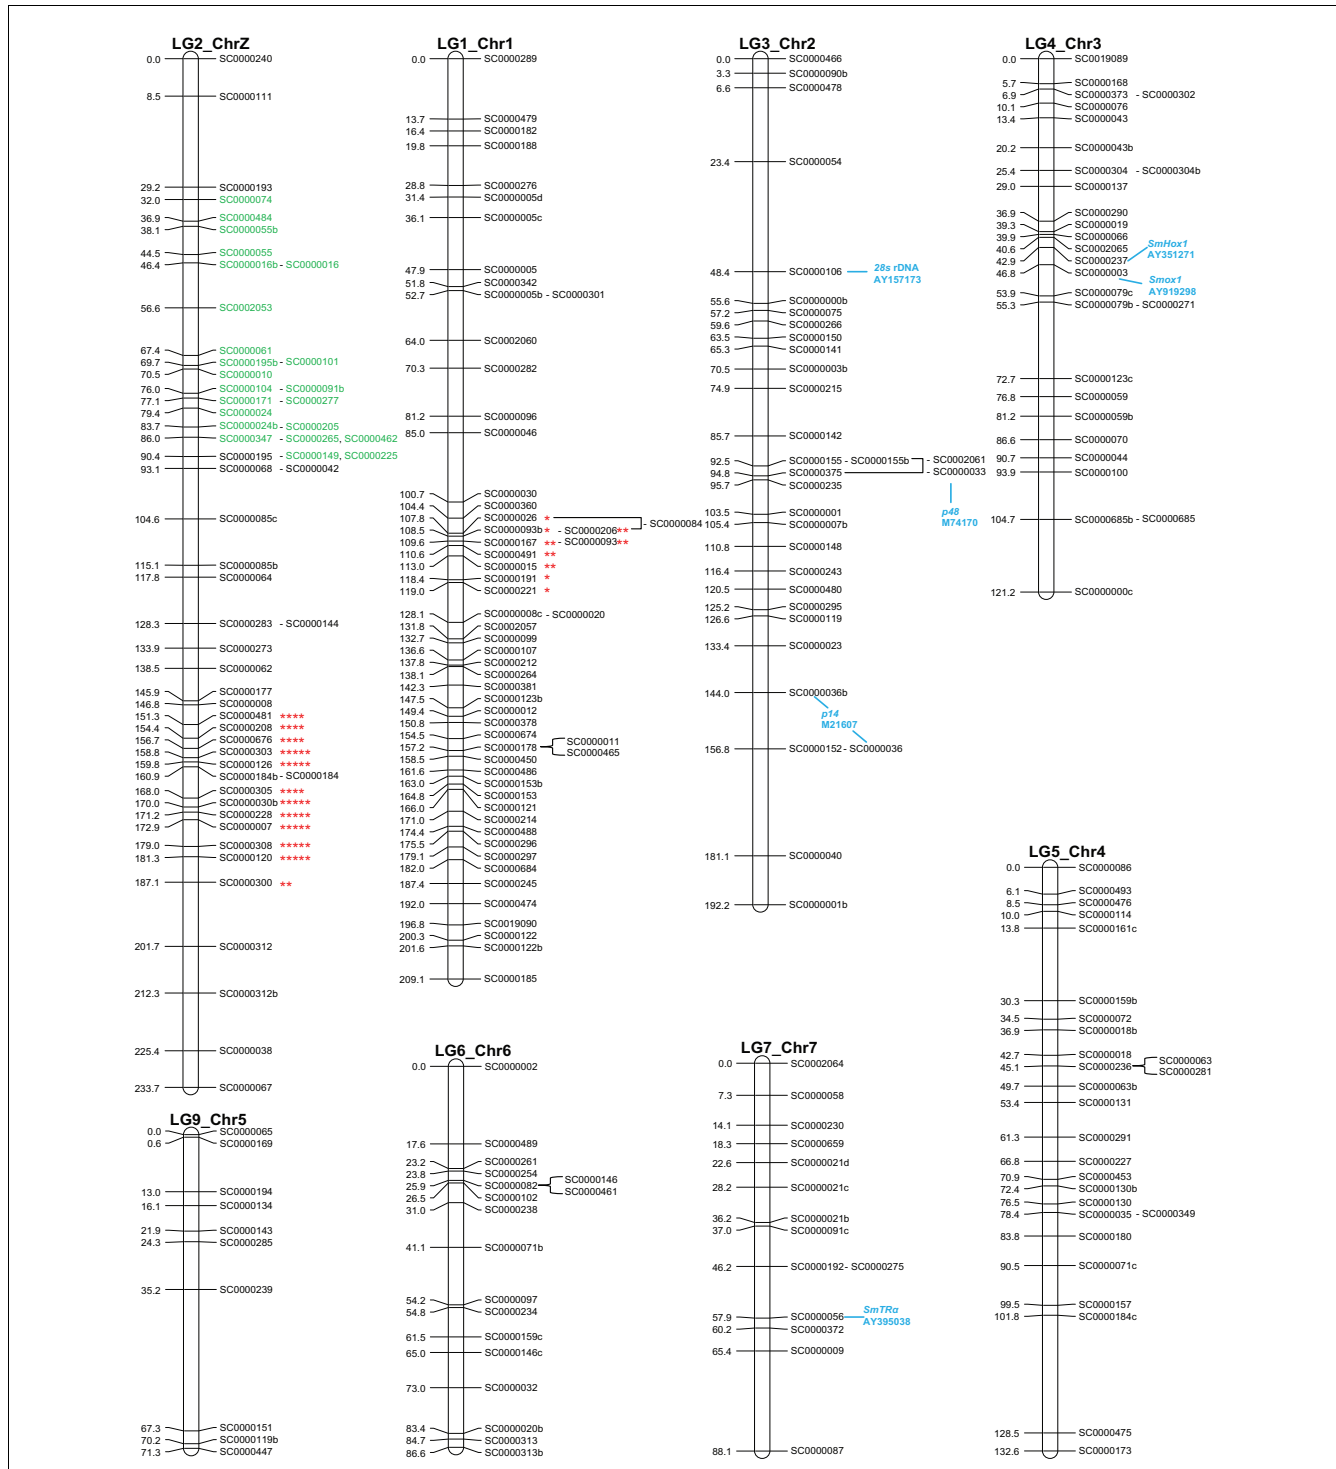 LG2_ChrZ
0.0 SC0000240
8.5 SC0000111
29.2 SC0000193
32.0 SC0000074
36.9 SC0000484
38.1 SC0000055b
44.5 SC0000055
46.4 SC0000016b - SC0000016
56.6 SC0002053
67.4 SC0000061
69.7 SC0000195b - SC0000101
70.5 SC0000010
76.0 SC0000104 - SC0000091b
77.1 SC0000171 - SC0000277
79.4 SC0000024
83.7 SC0000024b - SC0000205
86.0 SC0000347 - SC0000265, SC0000462
90.4 SC0000195 - SC0000149, SC0000225
93.1 SC0000068 - SC0000042
104.6 SC0000085c
115.1 SC0000085b
117.8 SC0000064
128.3 SC0000283 - SC0000144
133.9 SC0000273
138.5 SC0000062
145.9 SC0000177
146.8 SC0000008
151.3 SC0000481 ****
154.4 SC0000208 ****
156.7 SC0000676 ****
158.8 SC0000303 *****
159.8 SC0000126 *****
160.9 SC0000184b - SC0000184
168.0 SC0000305 ****
170.0 SC0000030b *****
171.2 SC0000228 *****
172.9 SC0000007 *****
179.0 SC0000308 *****
181.3 SC0000120 *****
187.1 SC0000300 **
201.7 SC0000312
212.3 SC0000312b
225.4 SC0000038
233.7 SC0000067
LG1_Chr1
0.0 SC0000289
13.7 SC0000479
16.4 SC0000182
19.8 SC0000188
28.8 SC0000276
31.4 SC0000005d
36.1 SC0000005c
47.9 SC0000005
51.8 SC0000342
52.7 SC0000005b - SC0000301
64.0 SC0002060
70.3 SC0000282
81.2 SC0000096
85.0 SC0000046
100.7 SC0000030
104.4 SC0000360
107.8 SC0000026 *
- SC0000084
108.5 SC0000093b * - SC0000206 **
109.6 SC0000167 ** - SC0000093 **
110.6 SC0000491 **
113.0 SC0000015 **
118.4 SC0000191 *
119.0 SC0000221 *
128.1 SC0000008c - SC0000020
131.8 SC0002057
132.7 SC0000099
136.6 SC0000107
137.8 SC0000212
138.1 SC0000264
142.3 SC0000381
147.5 SC0000123b
149.4 SC0000012
150.8 SC0000378
154.5 SC0000674
157.2 SC0000178 SC0000011
SC0000465
158.5 SC0000450
161.6 SC0000486
163.0 SC0000153b
164.8 SC0000153
166.0 SC0000121
171.0 SC0000214
174.4 SC0000488
175.5 SC0000296
179.1 SC0000297
182.0 SC0000684
187.4 SC0000245
192.0 SC0000474
196.8 SC0019090
200.3 SC0000122
201.6 SC0000122b
209.1 SC0000185
LG3_Chr2
0.0 SC0000466
3.3 SC0000090b
6.6 SC0000478
23.4 SC0000054
48.4 SC0000106 28s rDNA
AY157173
55.6 SC0000000b
57.2 SC0000075
59.6 SC0000266
63.5 SC0000150
65.3 SC0000141
70.5 SC0000003b
74.9 SC0000215
85.7 SC0000142
92.5 SC0000155 - SC0000155b - SC0002061
94.8 SC0000375 - SC0000033
95.7 SC0000235
p48
M74170
103.5 SC0000001
105.4 SC0000007b
110.8 SC0000148
116.4 SC0000243
120.5 SC0000480
125.2 SC0000295
126.6 SC0000119
133.4 SC0000023
144.0 SC0000036b
p14
M21607
156.8 SC0000152 - SC0000036
181.1 SC0000040
192.2 SC0000001b
LG4_Chr3
0.0 SC0019089
5.7 SC0000168
6.9 SC0000373 - SC0000302
10.1 SC0000076
13.4 SC0000043
20.2 SC0000043b
25.4 SC0000304 - SC0000304b
29.0 SC0000137
36.9 SC0000290
39.3 SC0000019
39.9 SC0000066
40.6 SC0002065
42.9 SC0000237 SmHox1
AY351271
46.8 SC0000003 Smox1
AY919298
53.9 SC0000079c
55.3 SC0000079b - SC0000271
72.7 SC0000123c
76.8 SC0000059
81.2 SC0000059b
86.6 SC0000070
90.7 SC0000044
93.9 SC0000100
104.7 SC0000685b - SC0000685
121.2 SC0000000c
LG9_Chr5
0.0 SC0000065
0.6 SC0000169
13.0 SC0000194
16.1 SC0000134
21.9 SC0000143
24.3 SC0000285
35.2 SC0000239
67.3 SC0000151
70.2 SC0000119b
71.3 SC0000447
LG6_Chr6
0.0 SC0000002
17.6 SC0000489
23.2 SC0000261
23.8 SC0000254
25.9 SC0000082 SC0000146
SC0000461
26.5 SC0000102
31.0 SC0000238
41.1 SC0000071b
54.2 SC0000097
54.8 SC0000234
61.5 SC0000159c
65.0 SC0000146c
73.0 SC0000032
83.4 SC0000020b
84.7 SC0000313
86.6 SC0000313b
LG7_Chr7
0.0 SC0002064
7.3 SC0000058
14.1 SC0000230
18.3 SC0000659
22.6 SC0000021d
28.2 SC0000021c
36.2 SC0000021b
37.0 SC0000091c
46.2 SC0000192 - SC0000275
57.9 SC0000056 SmTRα
AY395038
60.2 SC0000372
65.4 SC0000009
88.1 SC0000087
LG5_Chr4
0.0 SC0000086
6.1 SC0000493
8.5 SC0000476
10.0 SC0000114
13.8 SC0000161c
30.3 SC0000159b
34.5 SC0000072
36.9 SC0000018b
42.7 SC0000018
45.1 SC0000236 SC0000063
SC0000281
49.7 SC0000063b
53.4 SC0000131
61.3 SC0000291
66.8 SC0000227
70.9 SC0000453
72.4 SC0000130b
76.5 SC0000130
78.4 SC0000035 - SC0000349
83.8 SC0000180
90.5 SC0000071c
99.5 SC0000157
101.8 SC0000184c
128.5 SC0000475
132.6 SC0000173